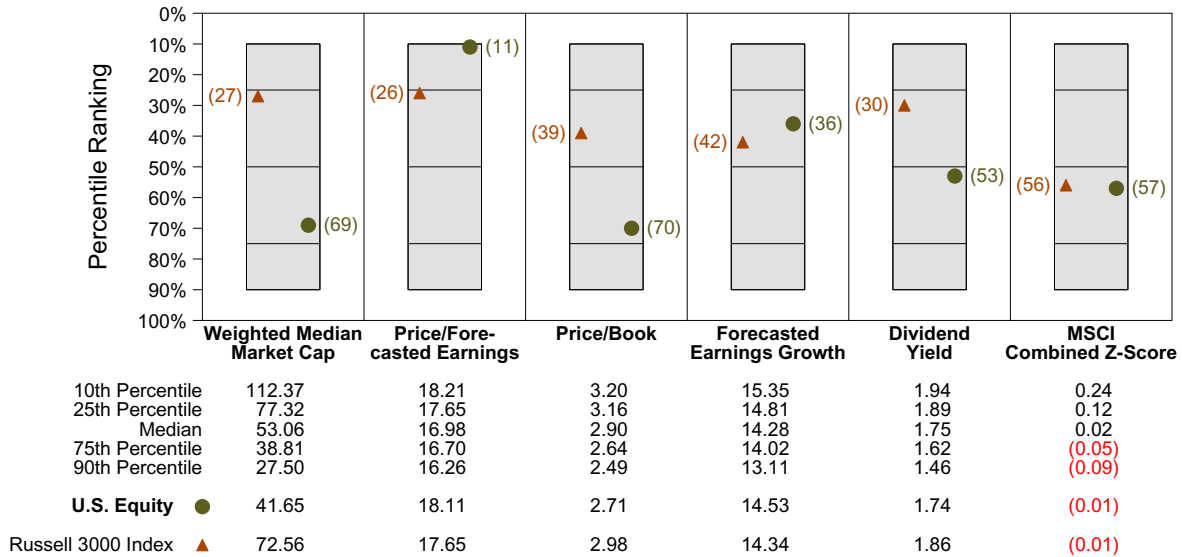 Percentile Ranking
0%
10%
20%
30%
40%
50%
60%
70%
80%
90%
100%
(27)
(69)
(26)
(11)
(39)
(70)
(42)
(36)
(30)
(53)
(56)
(57)
Weighted Median
Market Cap
Price/Fore-
casted Earnings
Price/Book
Forecasted
Earnings Growth
Dividend
Yield
MSCI
Combined Z-Score
10th Percentile 112.37 18.21 3.20 15.35 1.94 0.24
25th Percentile 77.32 17.65 3.16 14.81 1.89 0.12
Median 53.06 16.98 2.90 14.28 1.75 0.02
75th Percentile 38.81 16.70 2.64 14.02 1.62 (0.05)
90th Percentile 27.50 16.26 2.49 13.11 1.46 (0.09)
U.S. Equity 41.65 18.11 2.71 14.53 1.74 (0.01)
Russell 3000 Index 72.56 17.65 2.98 14.34 1.86 (0.01)